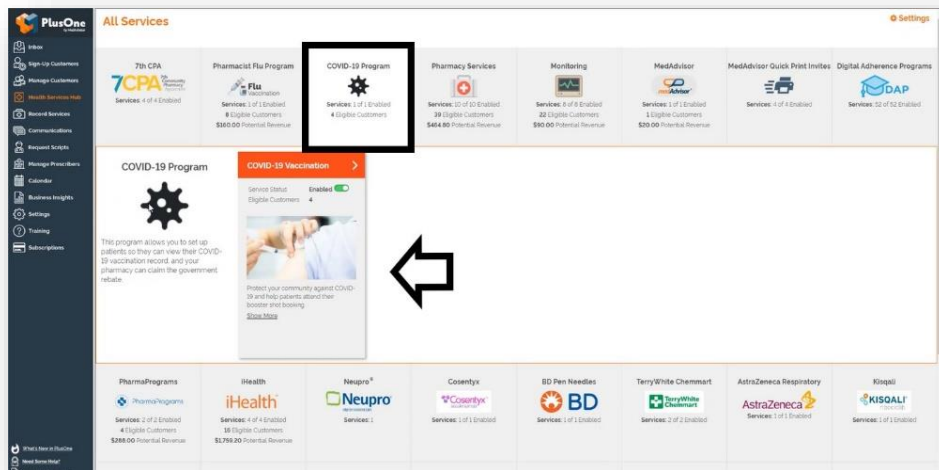 PlusOne
All Services
Settings
Inbox
Sign-Up Customers
Manage Customers
Health Services Hub
Record Services
Communications
Request Scripts
Manage Prescribers
Calendar
Business Insights
Settings
Training
Subscriptions
What's New in PlusOne
Need Some Help?
7th CPA
7CPA
Services: 4 of 4 Enabled
Pharmacist Flu Program
Flu
Vaccination
Services: 1 of 1 Enabled
8 Eligible Customers
$160.00 Potential Revenue
COVID-19 Program
Services: 1 of 1 Enabled
4 Eligible Customers
Pharmacy Services
Services: 10 of 10 Enabled
39 Eligible Customers
$464.80 Potential Revenue
Monitoring
Services: 6 of 6 Enabled
22 Eligible Customers
$90.00 Potential Revenue
MedAdvisor
medAdvisor
Services: 1 of 1 Enabled
1 Eligible Customers
$20.00 Potential Revenue
MedAdvisor Quick Print Invites
Services: 4 of 4 Enabled
Digital Adherence Programs
DAP
Services: 52 of 52 Enabled
COVID-19 Program
This program allows you to set up
patients so they can view their COVID-
19 vaccination record, and your
pharmacy can claim the government
rebate.
COVID-19 Vaccination
Service Status Enabled
Eligible Customers 4
Protect your community against COVID-
19 and help patients attend their
booster shot booking
Show More
PharmaPrograms
PharmaPrograms
Services: 2 of 2 Enabled
4 Eligible Customers
$288.00 Potential Revenue
iHealth
iHealth
Services: 4 of 4 Enabled
18 Eligible Customers
$1,759.20 Potential Revenue
Neupro®
Neupro
Services: 1
Cosentyx
Cosentyx
Services: 1 of 1 Enabled
BD Pen Needles
BD
Services: 1 of 1 Enabled
TerryWhite Chemmart
TerryWhite
Chemmart
Services: 2 of 2 Enabled
AstraZeneca Respiratory
AstraZeneca
Services: 1 of 1 Enabled
Kisqali
KISQALI
Services: 1 of 1 Enabled